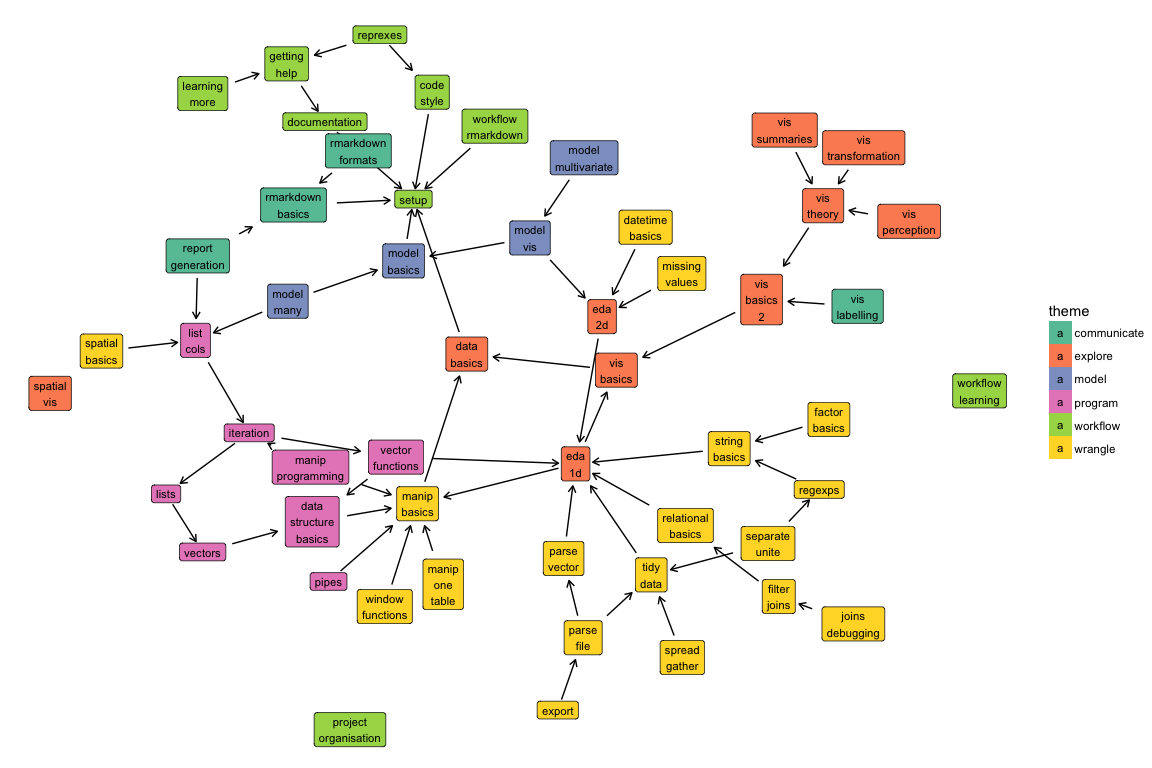 reprexes
getting
help
learning
more
code
style
documentation
workflow
rmarkdown
rmarkdown
formats
model
multivariate
vis
summaries
vis
transformation
setup
rmarkdown
basics
vis
theory
vis
perception
report
generation
model
basics
model
vis
datetime
basics
missing
values
model
many
vis
basics
2
vis
labelling
eda
2d
list
cols
spatial
basics
data
basics
vis
basics
spatial
vis
workflow
learning
theme
a communicate
a explore
a model
a program
a workflow
a wrangle
iteration
manip
programming
vector
functions
eda
1d
string
basics
factor
basics
lists
data
structure
basics
manip
basics
regexps
vectors
relational
basics
separate
unite
pipes
window
functions
manip
one
table
parse
vector
tidy
data
filter
joins
joins
debugging
parse
file
spread
gather
export
project
organisation